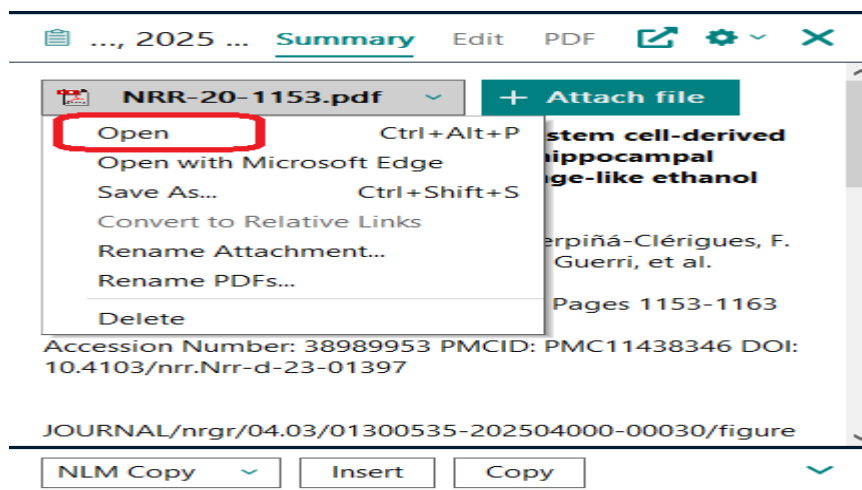 ..., 2025 ... Summary Edit PDF
NRR-20-1153.pdf + Attach file
Open Ctrl+Alt+P
Open with Microsoft Edge
Save As... Ctrl+Shift+S
Convert to Relative Links
Rename Attachment...
Rename PDFs...
Delete
stem cell-derived
hippocampal
ge-like ethanol
erpiñá-Clérigues, F.
Guerri, et al.
Pages 1153-1163
Accession Number: 38989953 PMCID: PMC11438346 DOI:
10.4103/nrr.Nrr-d-23-01397
JOURNAL/nrgr/04.03/01300535-202504000-00030/figure
NLM Copy Insert Copy